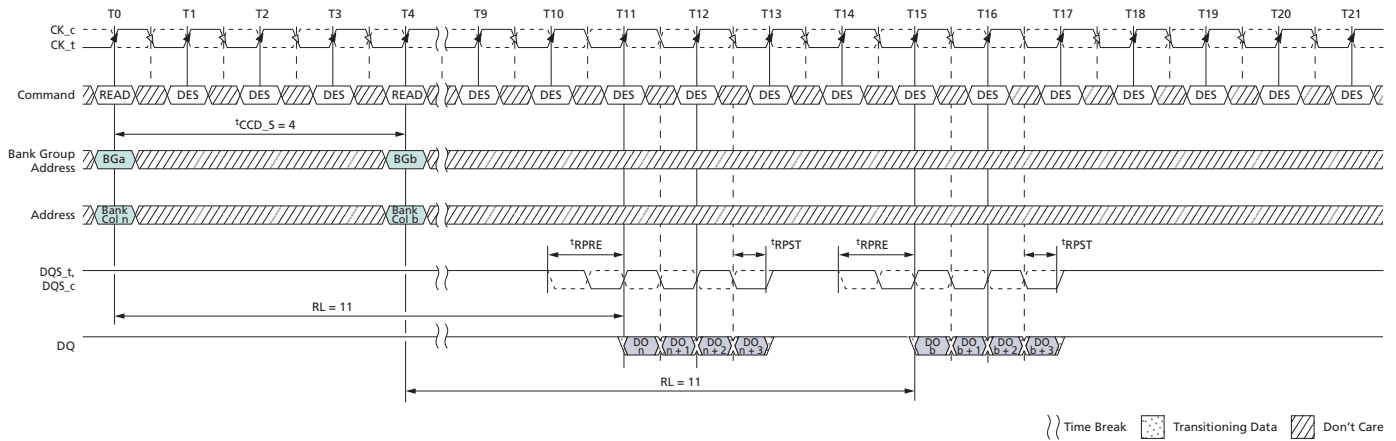 T0 T1 T2 T3 T4 T9 T10 T11 T12 T13 T14 T15 T16 T17 T18 T19 T20 T21
CK_c
CK_t
Command READ DES DES DES READ DES DES DES DES DES DES DES DES DES DES DES DES DES
tCCD_S = 4
Bank Group
Address BGa BGb
Address Bank
Col n Bank
Col b
tRPRE tRPST tRPRE tRPST
DQS_t,
DQS_c
RL = 11
DQ DO
n DO
n + 1 DO
n + 2 DO
n + 3 DO
b DO
b + 1 DO
b + 2 DO
b + 3
RL = 11
Time Break Transitioning Data Don't Care